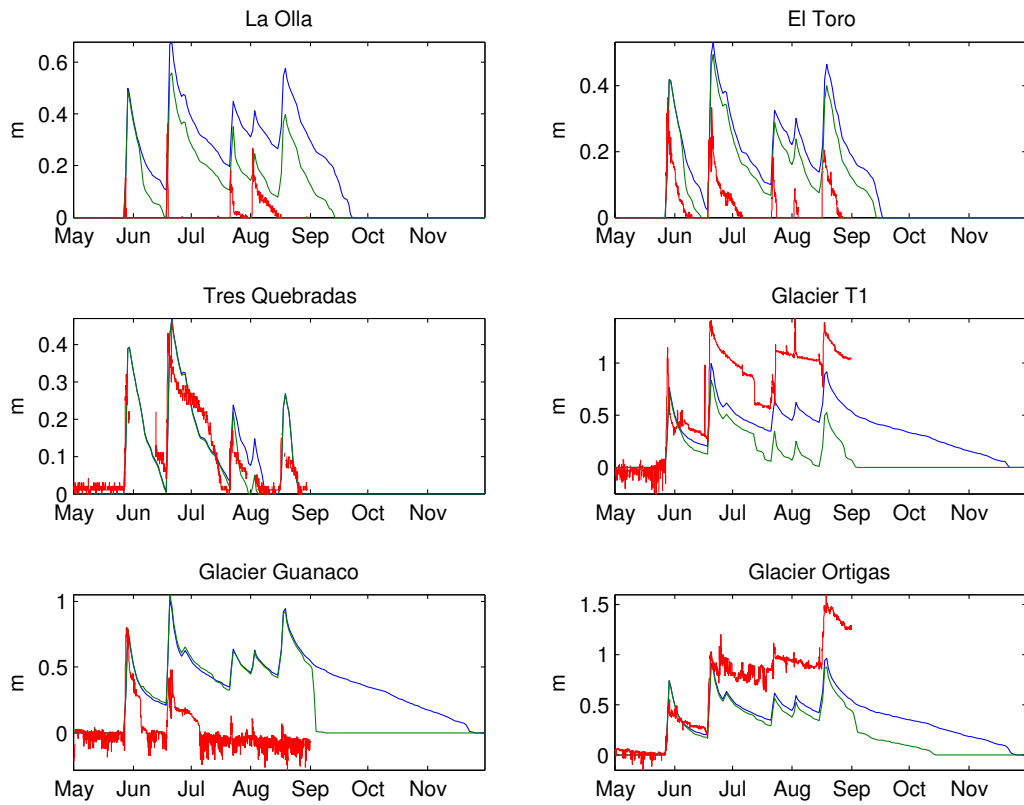 La Olla
El Toro
0.6
0.4
0.2
0
m
May Jun Jul Aug Sep Oct Nov
0.4
0.2
0
m
May Jun Jul Aug Sep Oct Nov
Tres Quebradas
Glacier T1
0.4
0.3
0.2
0.1
0
m
May Jun Jul Aug Sep Oct Nov
1
0.5
0
m
May Jun Jul Aug Sep Oct Nov
Glacier Guanaco
Glacier Ortigas
1
0.5
0
m
May Jun Jul Aug Sep Oct Nov
1.5
1
0.5
0
m
May Jun Jul Aug Sep Oct Nov